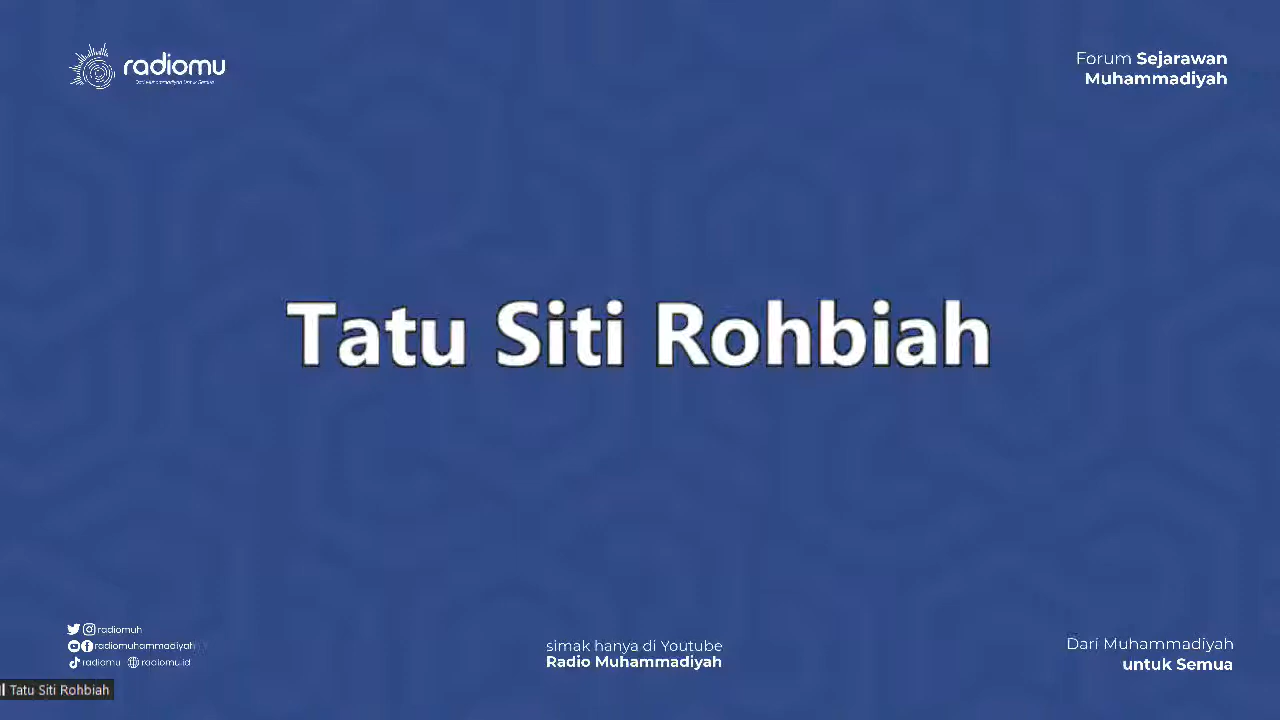 radiomu
Forum Sejarawan
Muhammadiyah
Tatu Siti Rohbiah
radiomuh
radiomuhammadiyah
radiomu radiomu.id
simak hanya di Youtube
Radio Muhammadiyah
Dari Muhammadiyah
untuk Semua
Tatu Siti Rohbiah